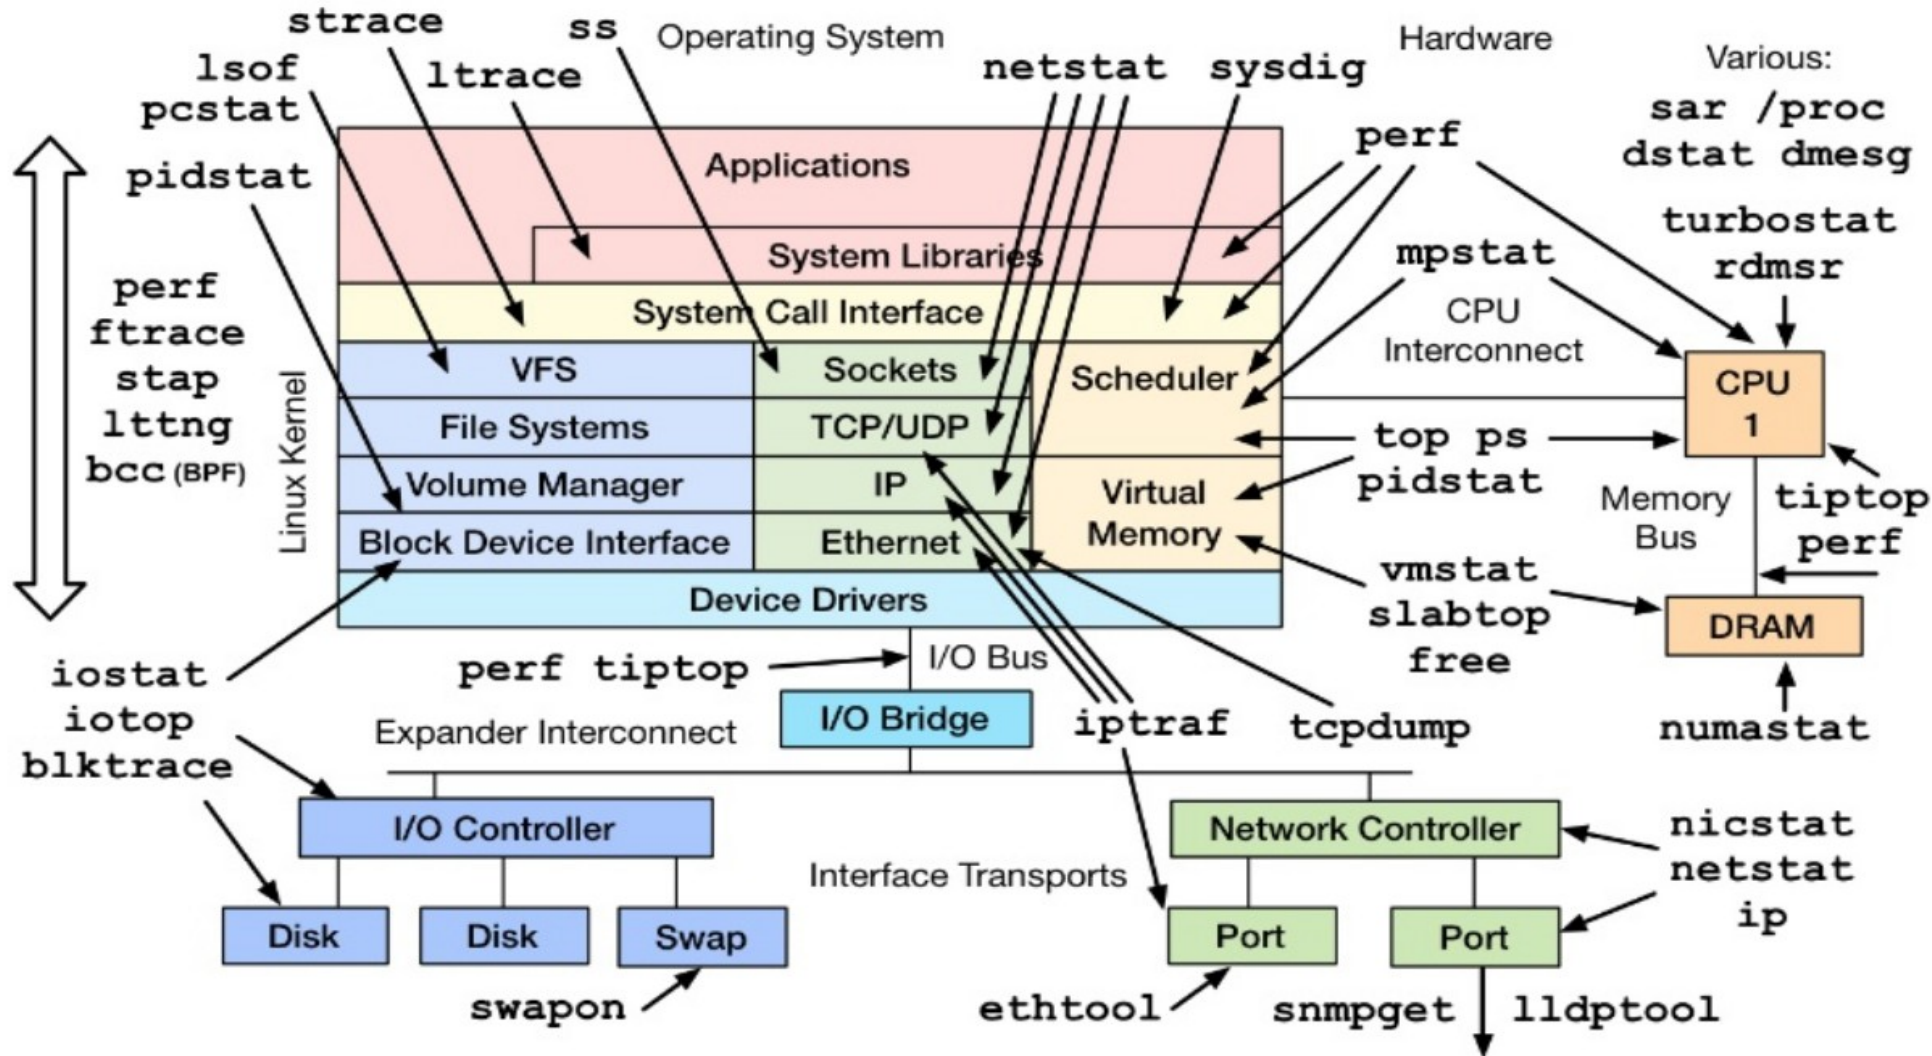 strace
ss
Operating System
Hardware
lsof
pcstat
ltrace
netstat
sysdig
Various:
sar /proc
dstat dmesg
perf
pidstat
Applications
turbostat
rdmsr
System Libraries
mpstat
perf
ftrace
stap
lttng
bcc (BPF)
System Call Interface
CPU
Interconnect
Linux Kernel
VFS
Sockets
Scheduler
CPU
1
File Systems
TCP/UDP
top ps
pidstat
Volume Manager
IP
Virtual
Memory
Memory
Bus
tiptop
perf
Block Device Interface
Ethernet
vmstat
slabtop
free
Device Drivers
DRAM
iostat
iotop
blktrace
perf tiptop
I/O Bus
I/O Bridge
iptraf
tcpdump
numastat
Expander Interconnect
I/O Controller
Network Controller
nicstat
netstat
ip
Interface Transports
Disk
Disk
Swap
Port
Port
swapon
ethtool
snmpget
lldptool